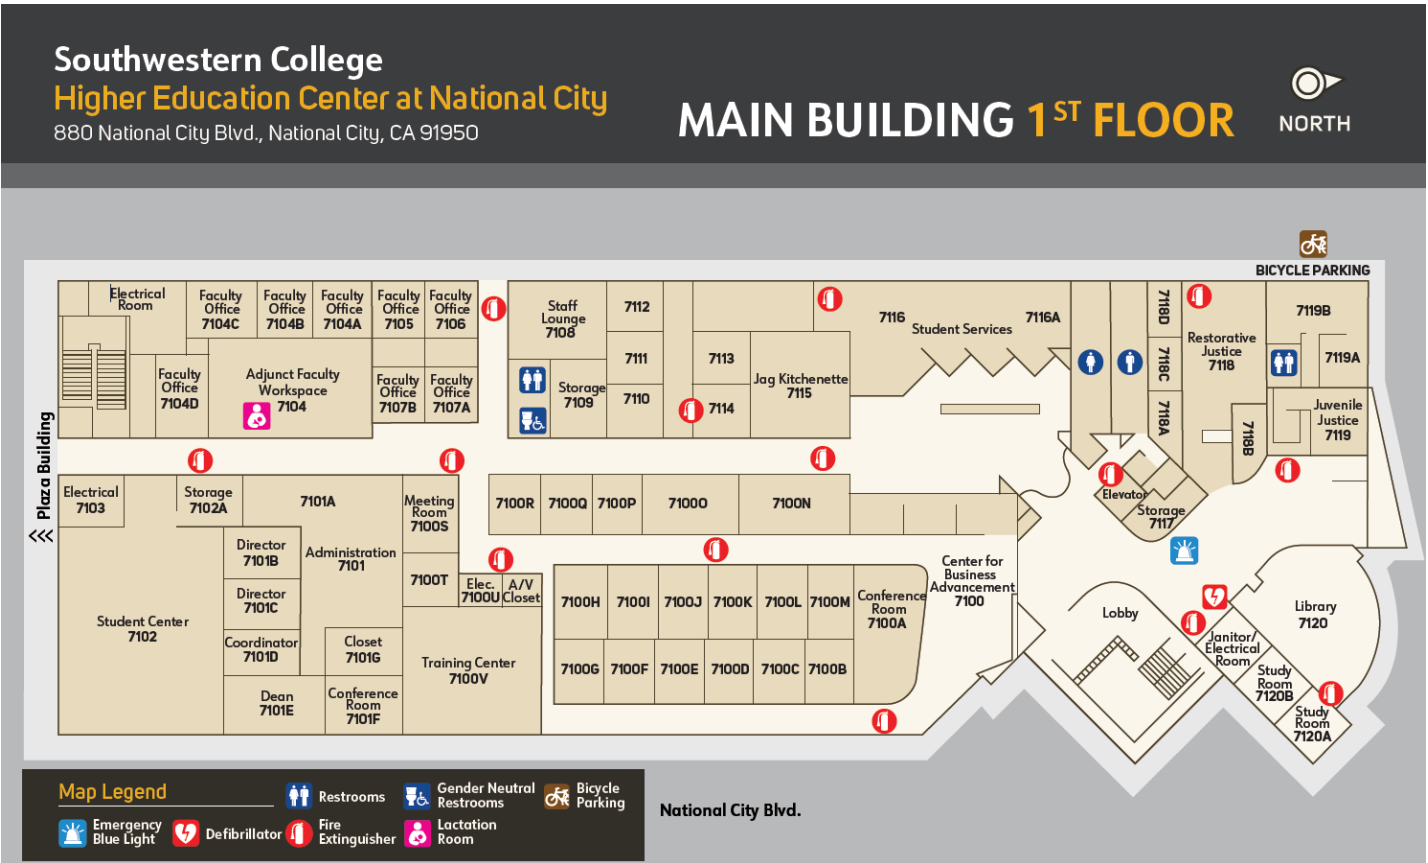 Southwestern College
Higher Education Center at National City
880 National City Blvd., National City, CA 91950
MAIN BUILDING 1ST FLOOR
NORTH
BICYCLE PARKING
Electrical
Room
Faculty
Office
7104C
Faculty
Office
7104B
Faculty
Office
7104A
Faculty
Office
7105
Faculty
Office
7106
Staff
Lounge
7108
7112
7116
Student Services
7116A
7118D
Restorative
Justice
7118
7119B
7111
7113
7118C
7119A
Faculty
Office
7104D
Adjunct Faculty
Workspace
7104
Faculty
Office
7107B
Faculty
Office
7107A
Storage
7109
7110
7114
Jag Kitchenette
7115
7118A
7118B
Juvenile
Justice
7119
Plaza Building
Electrical
7103
Storage
7102A
7101A
Meeting
Room
7100S
7100R
7100Q
7100P
7100O
7100N
Elevator
Storage
7117
Director
7101B
Administration
7101
7100T
Elec.
7100U
A/V
Closet
7100H
7100I
7100J
7100K
7100L
7100M
Conference
Room
7100A
Center for
Business
Advancement
7100
Director
7101C
Lobby
Library
7120
Student Center
7102
Coordinator
7101D
Closet
7101G
Training Center
7100V
7100G
7100F
7100E
7100D
7100C
7100B
Janitor/
Electrical
Room
Study
Room
7120B
Study
Room
7120A
Dean
7101E
Conference
Room
7101F
Map Legend
Restrooms
Gender Neutral
Restrooms
Bicycle
Parking
Emergency
Blue Light
Defibrillator
Fire
Extinguisher
Lactation
Room
National City Blvd.